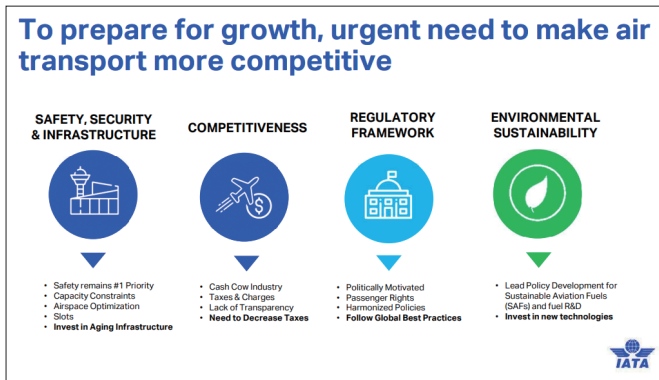 To prepare for growth, urgent need to make air
transport more competitive
SAFETY, SECURITY
& INFRASTRUCTURE
• Safety remains #1 Priority
• Capacity Constraints
• Airspace Optimization
• Slots
• Invest in Aging Infrastructure
COMPETITIVENESS
$
• Cash Cow Industry
• Taxes & Charges
• Lack of Transparency
• Need to Decrease Taxes
REGULATORY
FRAMEWORK
• Politically Motivated
• Passenger Rights
• Harmonized Policies
• Follow Global Best Practices
ENVIRONMENTAL
SUSTAINABILITY
• Lead Policy Development for
Sustainable Aviation Fuels
(SAFs) and fuel R&D
• Invest in new technologies
IATA